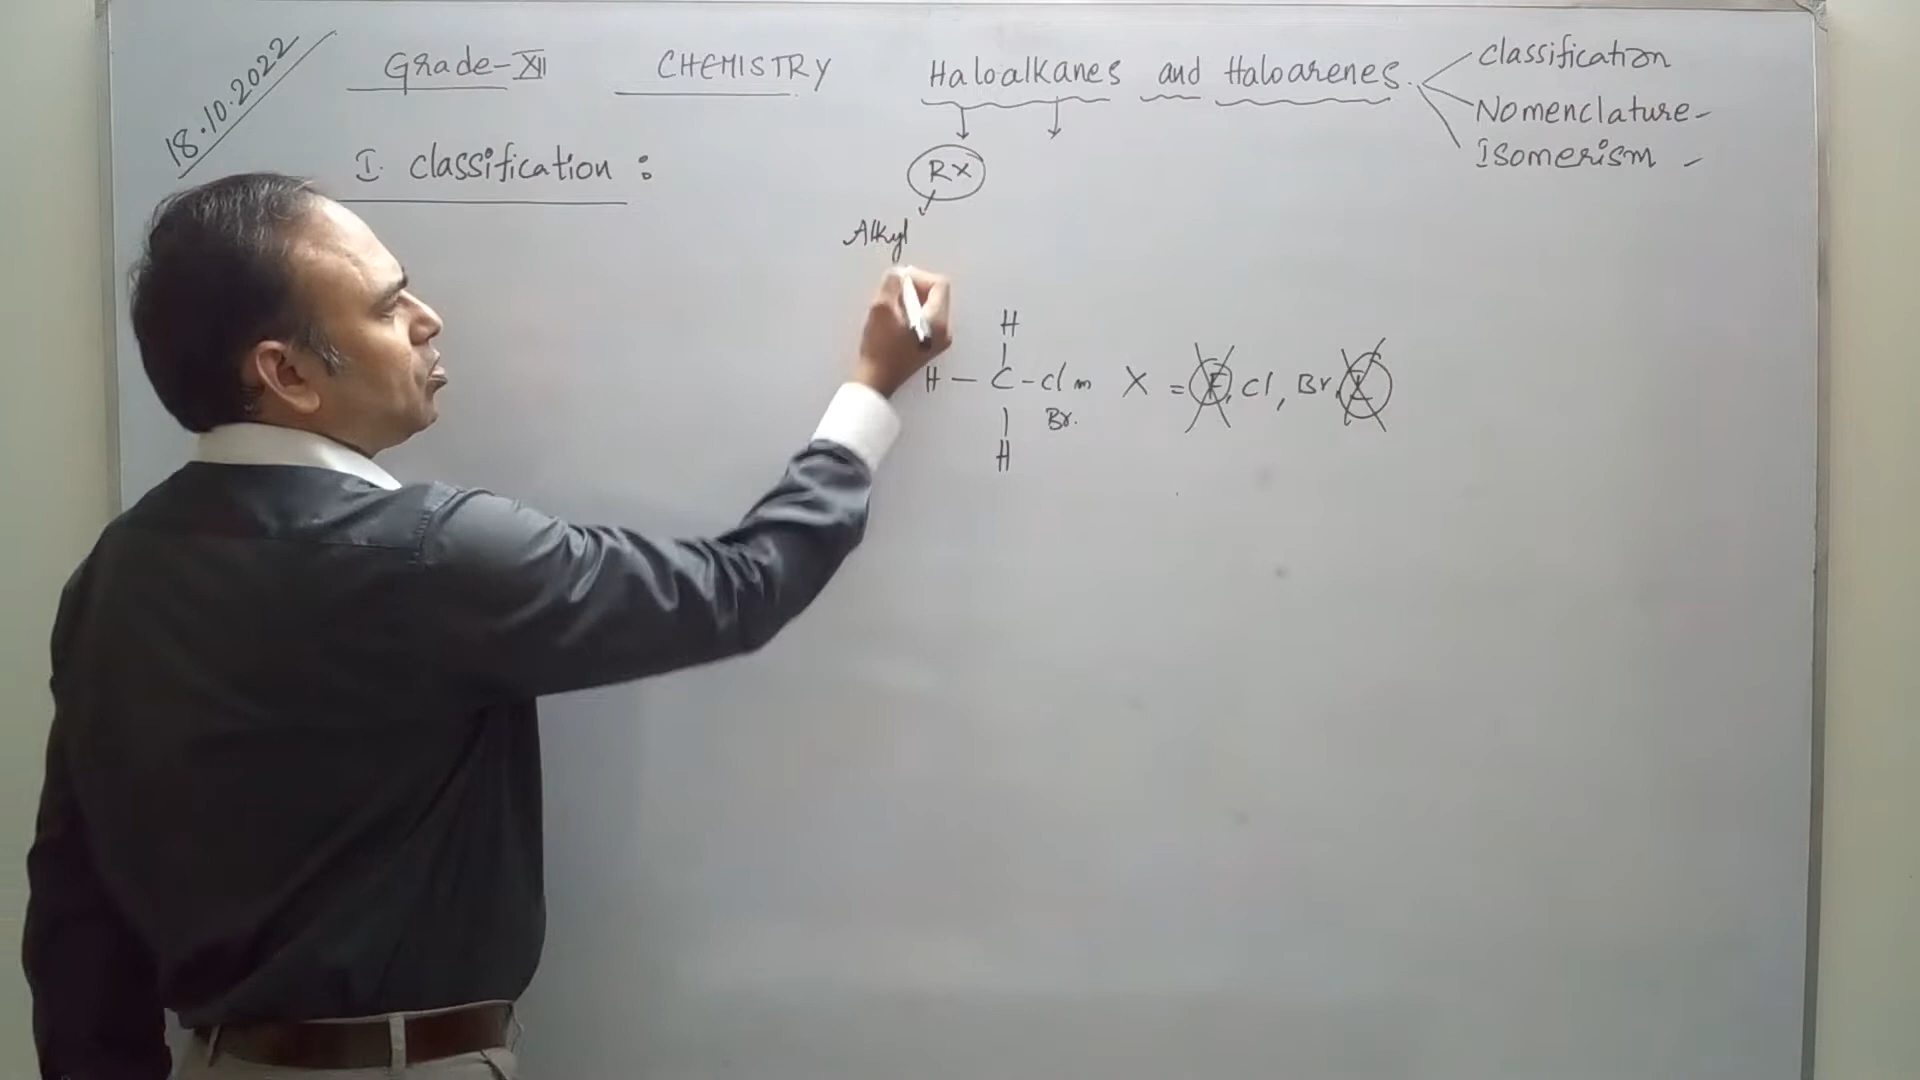 18.10.2022
Grade-XII CHEMISTRY Haloalkanes and Haloarenes.
Classification
Nomenclature-
Isomerism -
I. Classification :
RX
Alkyl
H
H - C - Cl m X = F, Cl, Br, I
Br.
H